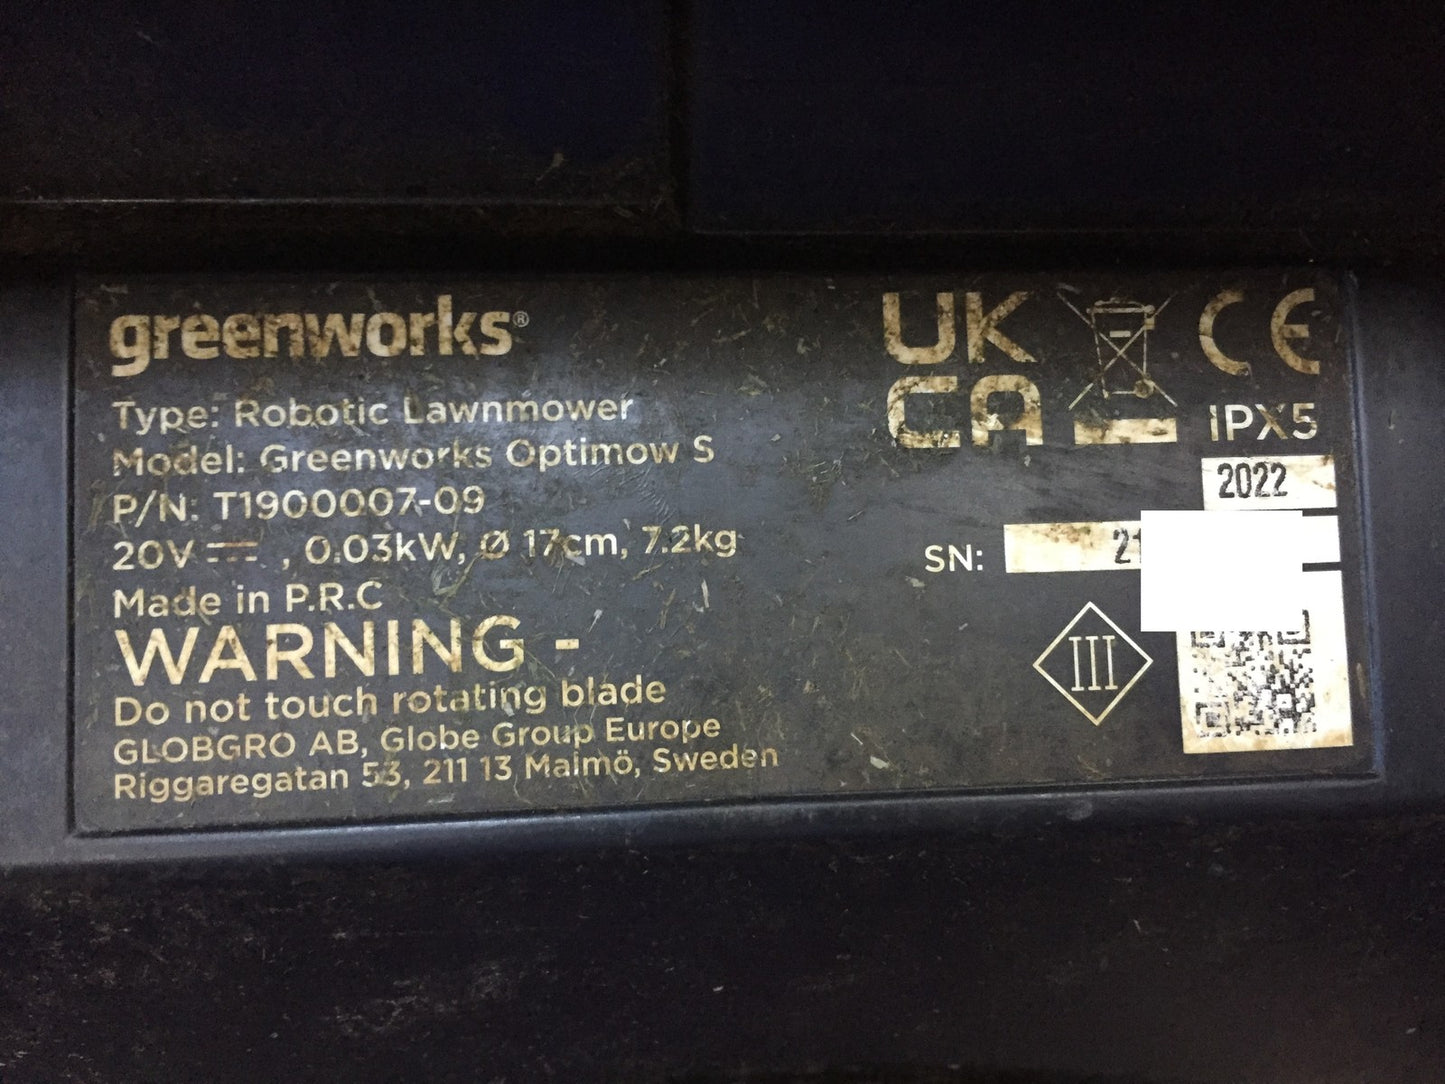 greenworks®
Type: Robotic Lawnmower
Model: Greenworks Optimow S
P/N: T1900007-09
20V , 0.03kW, Ø 17cm, 7.2kg
Made in P.R.C
WARNING -
Do not touch rotating blade
GLOBGRO AB, Globe Group Europe
Riggaregatan 53, 211 13 Malmö, Sweden
UK
CA
CE
IPX5
2022
SN: 21
III